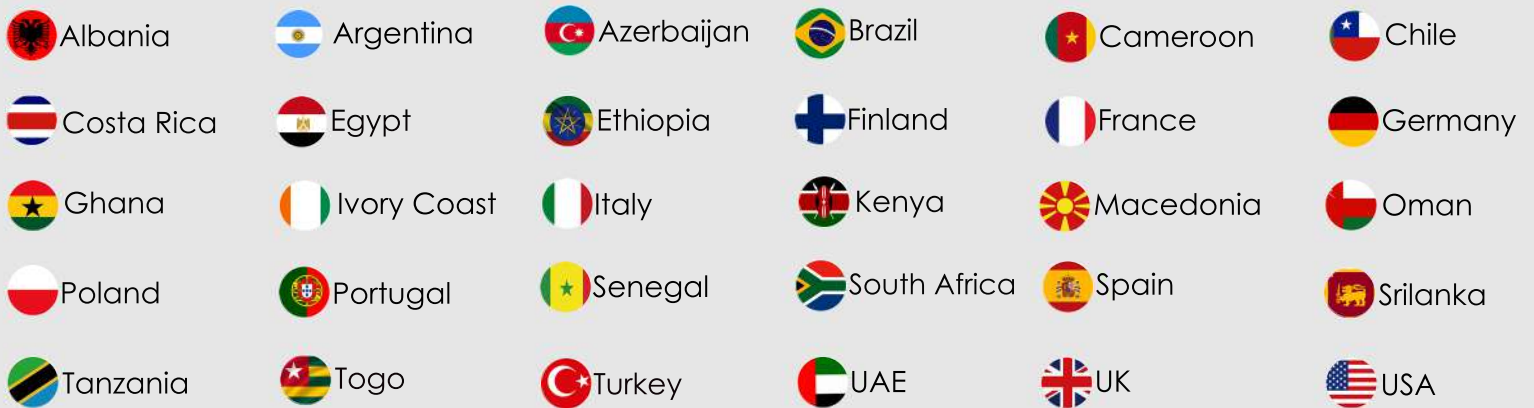 Albania Argentina Azerbaijan Brazil Cameroon Chile
Costa Rica Egypt Ethiopia Finland France Germany
Ghana Ivory Coast Italy Kenya Macedonia Oman
Poland Portugal Senegal South Africa Spain Srilanka
Tanzania Togo Turkey UAE UK USA